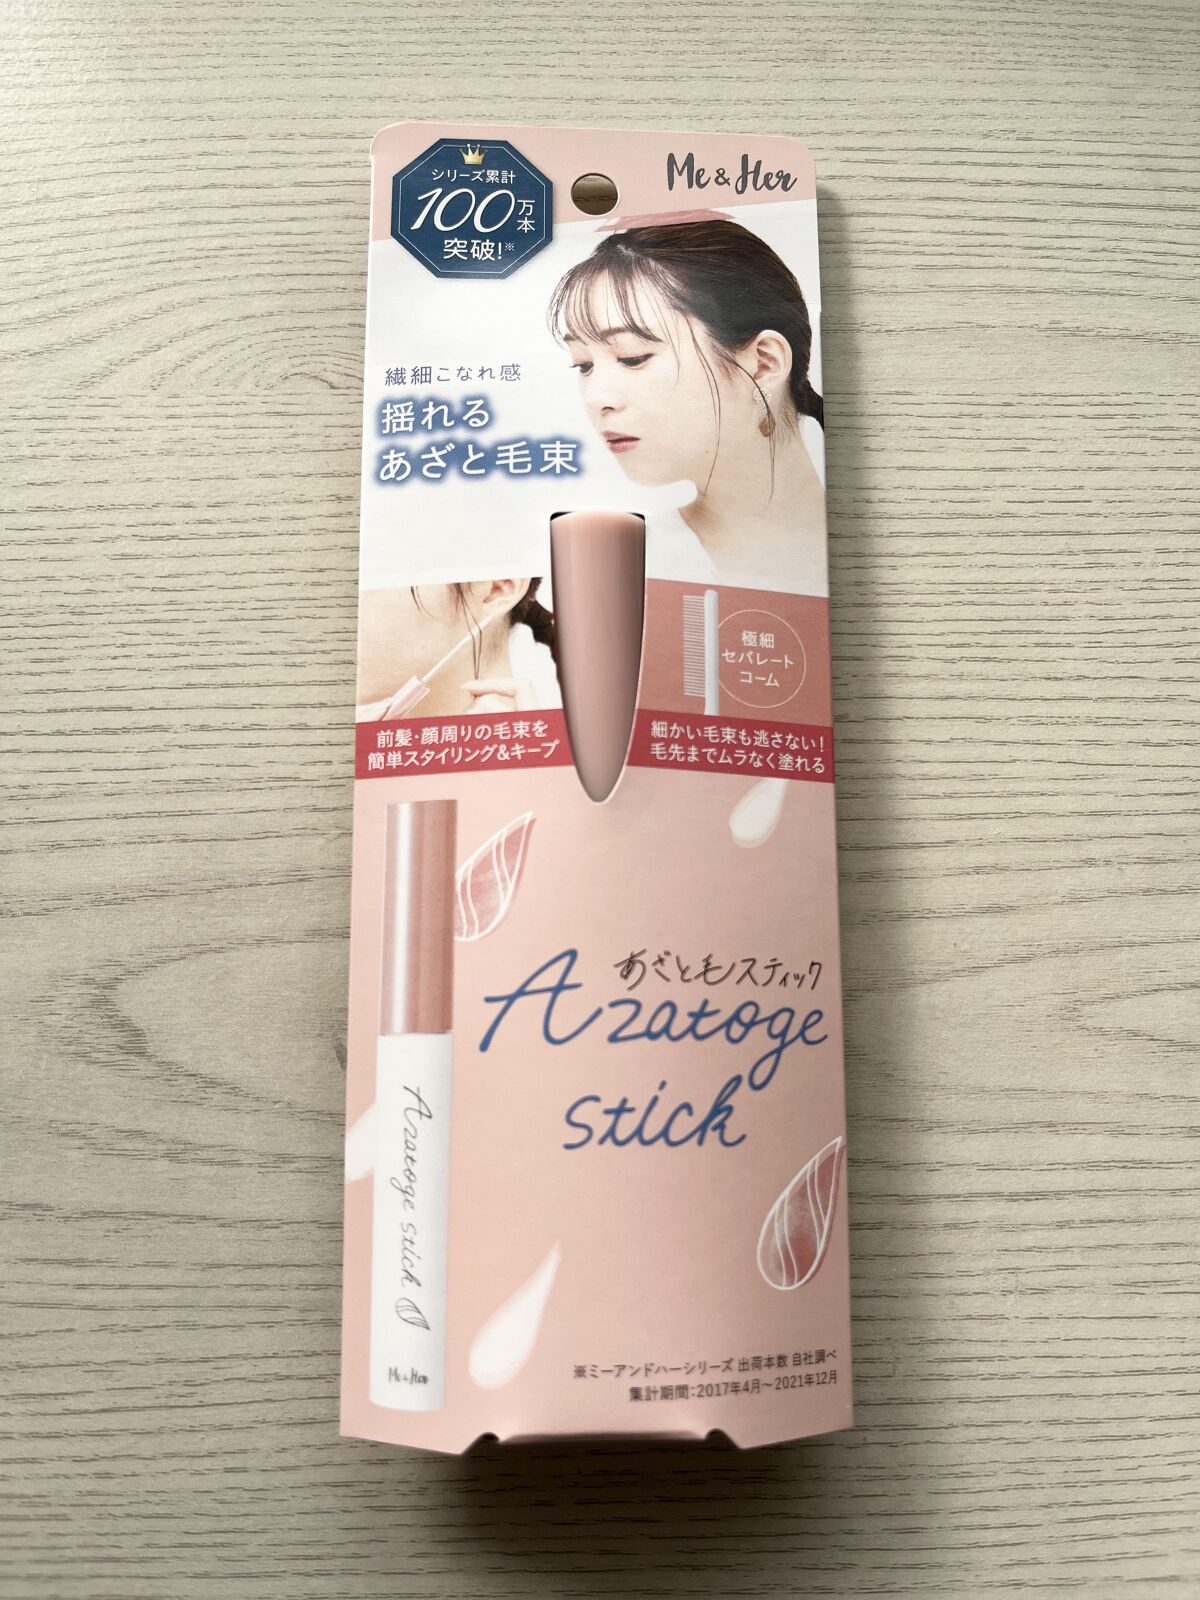 シリーズ累計
100万本
突破!※
Me & Her
繊細こなれ感
揺れる
あざと毛束
極細
セパレート
コーム
前髪・顔周りの毛束を
簡単スタイリング&キープ
細かい毛束も逃さない!
毛先までムラなく塗れる
あざと毛スティック
Azatoge
stick
Azatoge stick
Me & Her
※ミーアンドハーシリーズ 出荷本数 自社調べ
集計期間:2017年4月～2021年12月